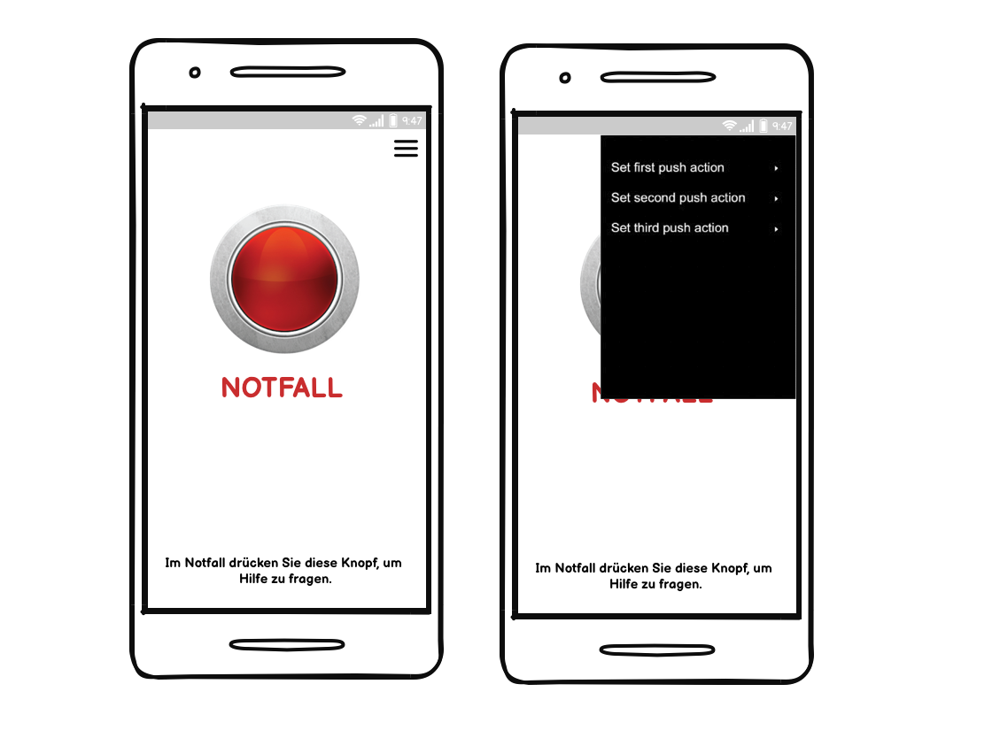 9:47
NOTFALL
Im Notfall drücken Sie diese Knopf, um
Hilfe zu fragen.
9:47
Set first push action
Set second push action
Set third push action
NOTFALL
Im Notfall drücken Sie diese Knopf, um
Hilfe zu fragen.